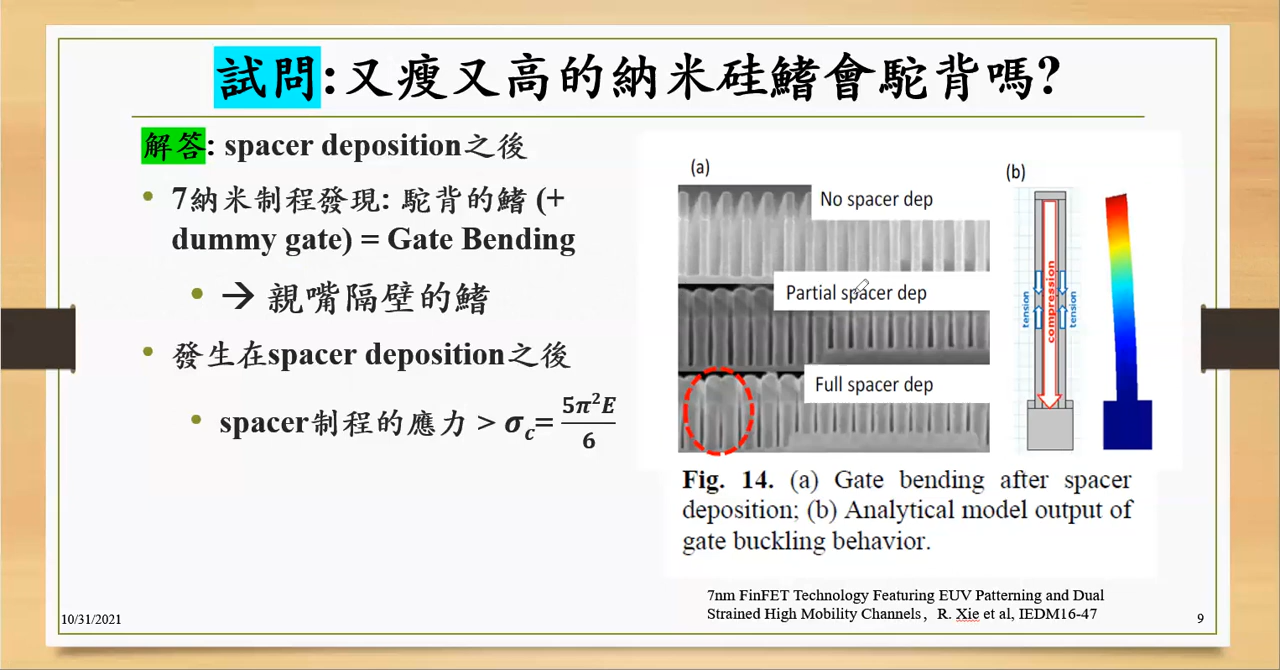 試問:又瘦又高的納米硅鰭會駝背嗎?
解答: spacer deposition之後
• 7納米制程發現: 駝背的鰭 (+
dummy gate) = Gate Bending
• → 親嘴隔壁的鰭
• 發生在spacer deposition之後
• spacer制程的應力 > σc= 5π²E/6
(a)
No spacer dep
Partial spacer dep
Full spacer dep
(b)
tension
compression
tension
Fig. 14. (a) Gate bending after spacer
deposition; (b) Analytical model output of
gate buckling behavior.
7nm FinFET Technology Featuring EUV Patterning and Dual
Strained High Mobility Channels, R. Xie et al, IEDM16-47
10/31/2021
9